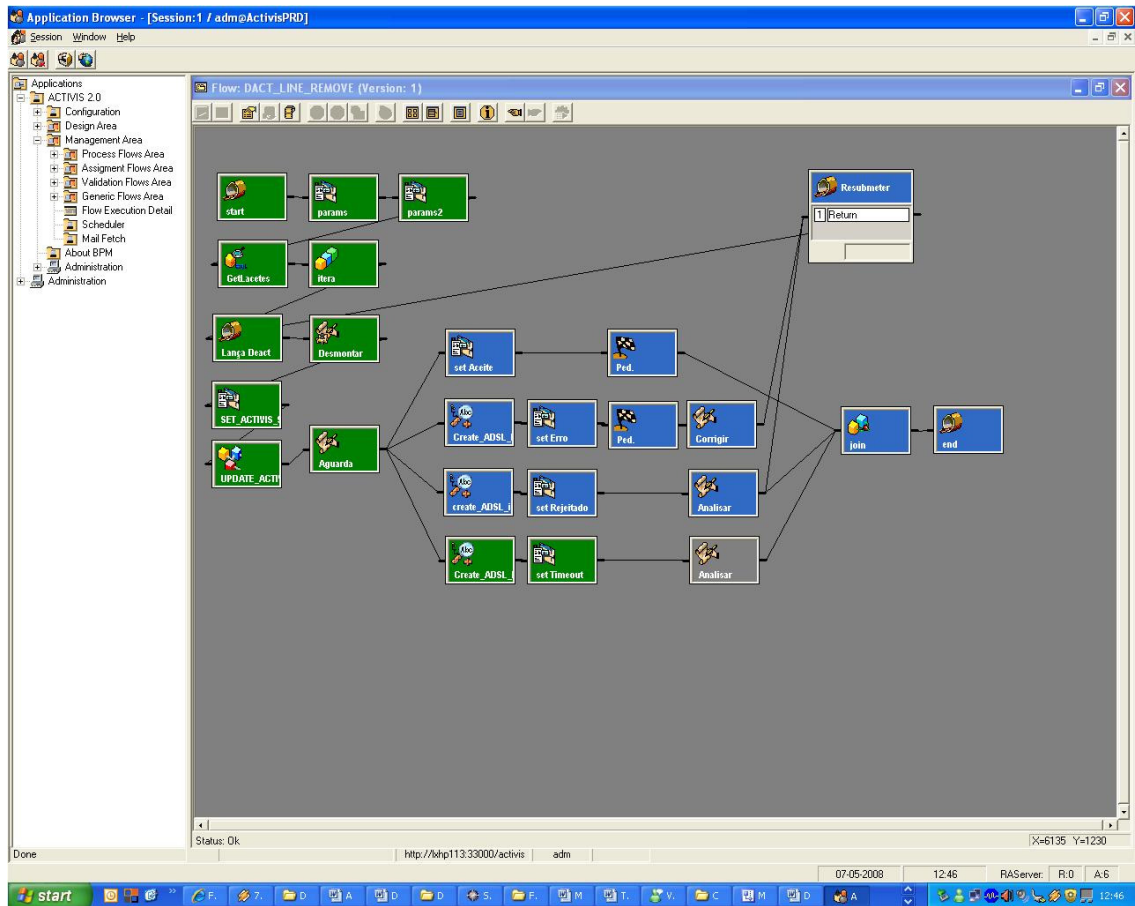 Application Browser - [Session:1 / adm@ActivisPRD]
Session Window Help
Applications
ACTIVIS 2.0
Configuration
Design Area
Management Area
Process Flows Area
Assigment Flows Area
Validation Flows Area
Generic Flows Area
Flow Execution Detail
Scheduler
Mail Fetch
About BPM
Administration
Administration
Flow: DACT_LINE_REMOVE (Version: 1)
start
params
params2
Resubmeter
1 Return
GetLacetes
itera
Lança Deact
Desmontar
set Aceite
Ped.
SET_ACTIVIS_
Create_ADSL_
set Erro
Ped.
Corrigir
join
end
UPDATE_ACTI
Aguarda
create_ADSL_i
set Rejeitado
Analisar
Create_ADSL_
set Timeout
Analisar
Status: Ok
X=6135 Y=1230
Done
http://lxhp113:33000/activis
adm
07-05-2008
12:46
RAServer:
R:0
A:6
start
F.
7.
D
A
D
D
S.
F.
M
T.
V.
C
M
D
A
12:46